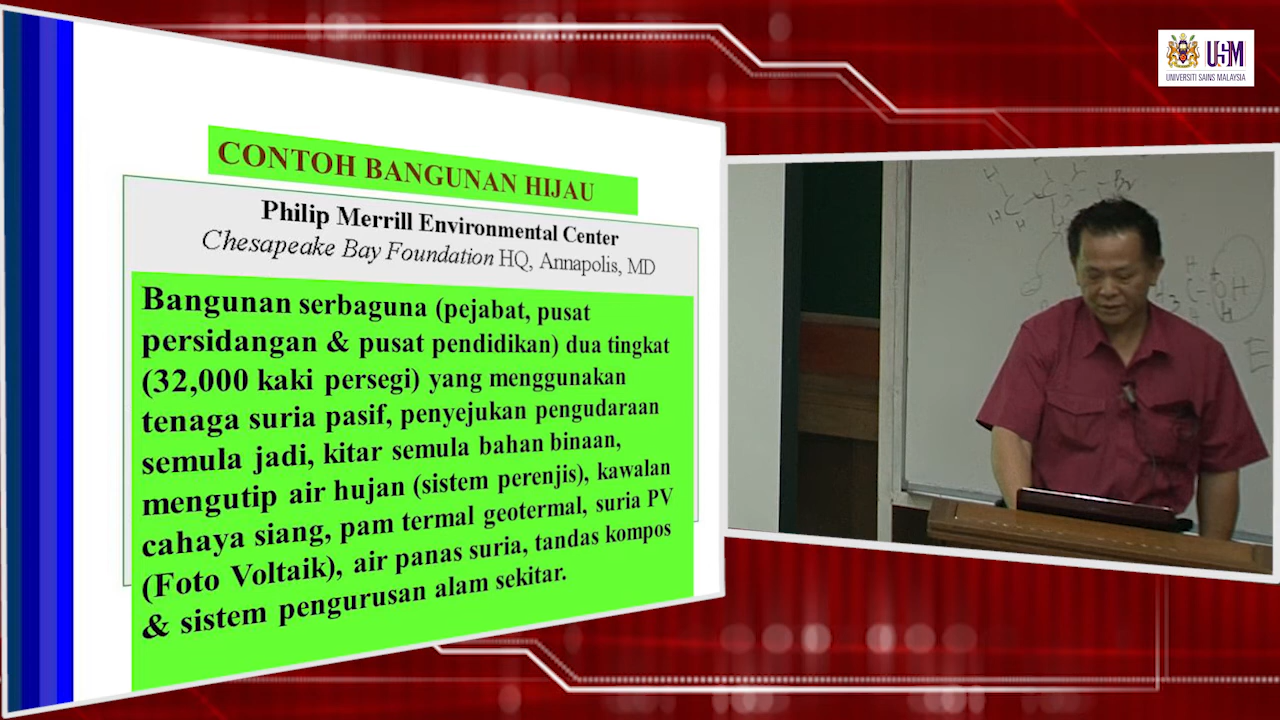 USM
UNIVERSITI SAINS MALAYSIA
CONTOH BANGUNAN HIJAU
Philip Merrill Environmental Center
Chesapeake Bay Foundation HQ, Annapolis, MD
Bangunan serbaguna (pejabat, pusat
persidangan & pusat pendidikan) dua tingkat
(32,000 kaki persegi) yang menggunakan
tenaga suria pasif, penyejukan pengudaraan
semula jadi, kitar semula bahan binaan,
mengutip air hujan (sistem perenjis), kawalan
cahaya siang, pam termal geotermal, suria PV
(Foto Voltaik), air panas suria, tandas kompos
& sistem pengurusan alam sekitar.